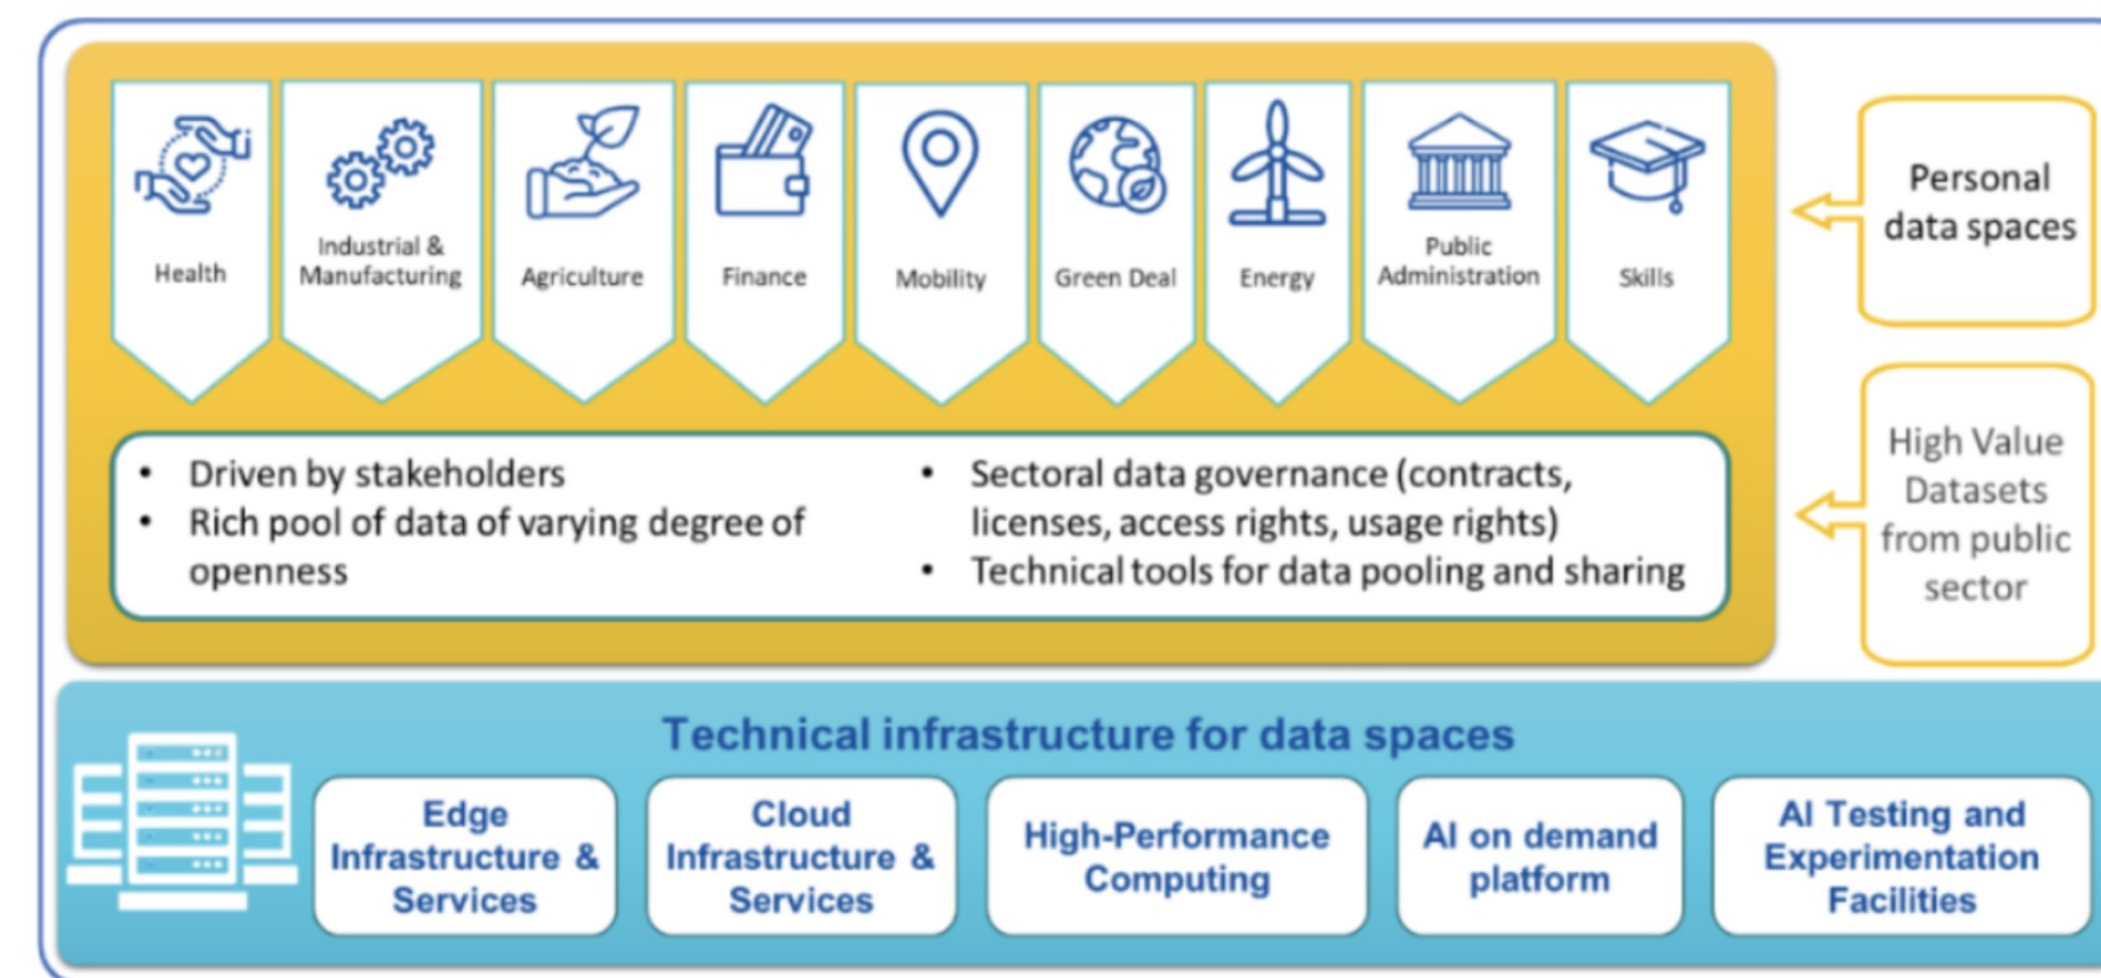 Health
Industrial &
Manufacturing
Agriculture
Finance
Mobility
Green Deal
Energy
Public
Administration
Skills
Personal
data spaces
• Driven by stakeholders
• Rich pool of data of varying degree of
openness
• Sectoral data governance (contracts,
licenses, access rights, usage rights)
• Technical tools for data pooling and sharing
High Value
Datasets
from public
sector
Technical infrastructure for data spaces
Edge
Infrastructure &
Services
Cloud
Infrastructure &
Services
High-Performance
Computing
AI on demand
platform
AI Testing and
Experimentation
Facilities